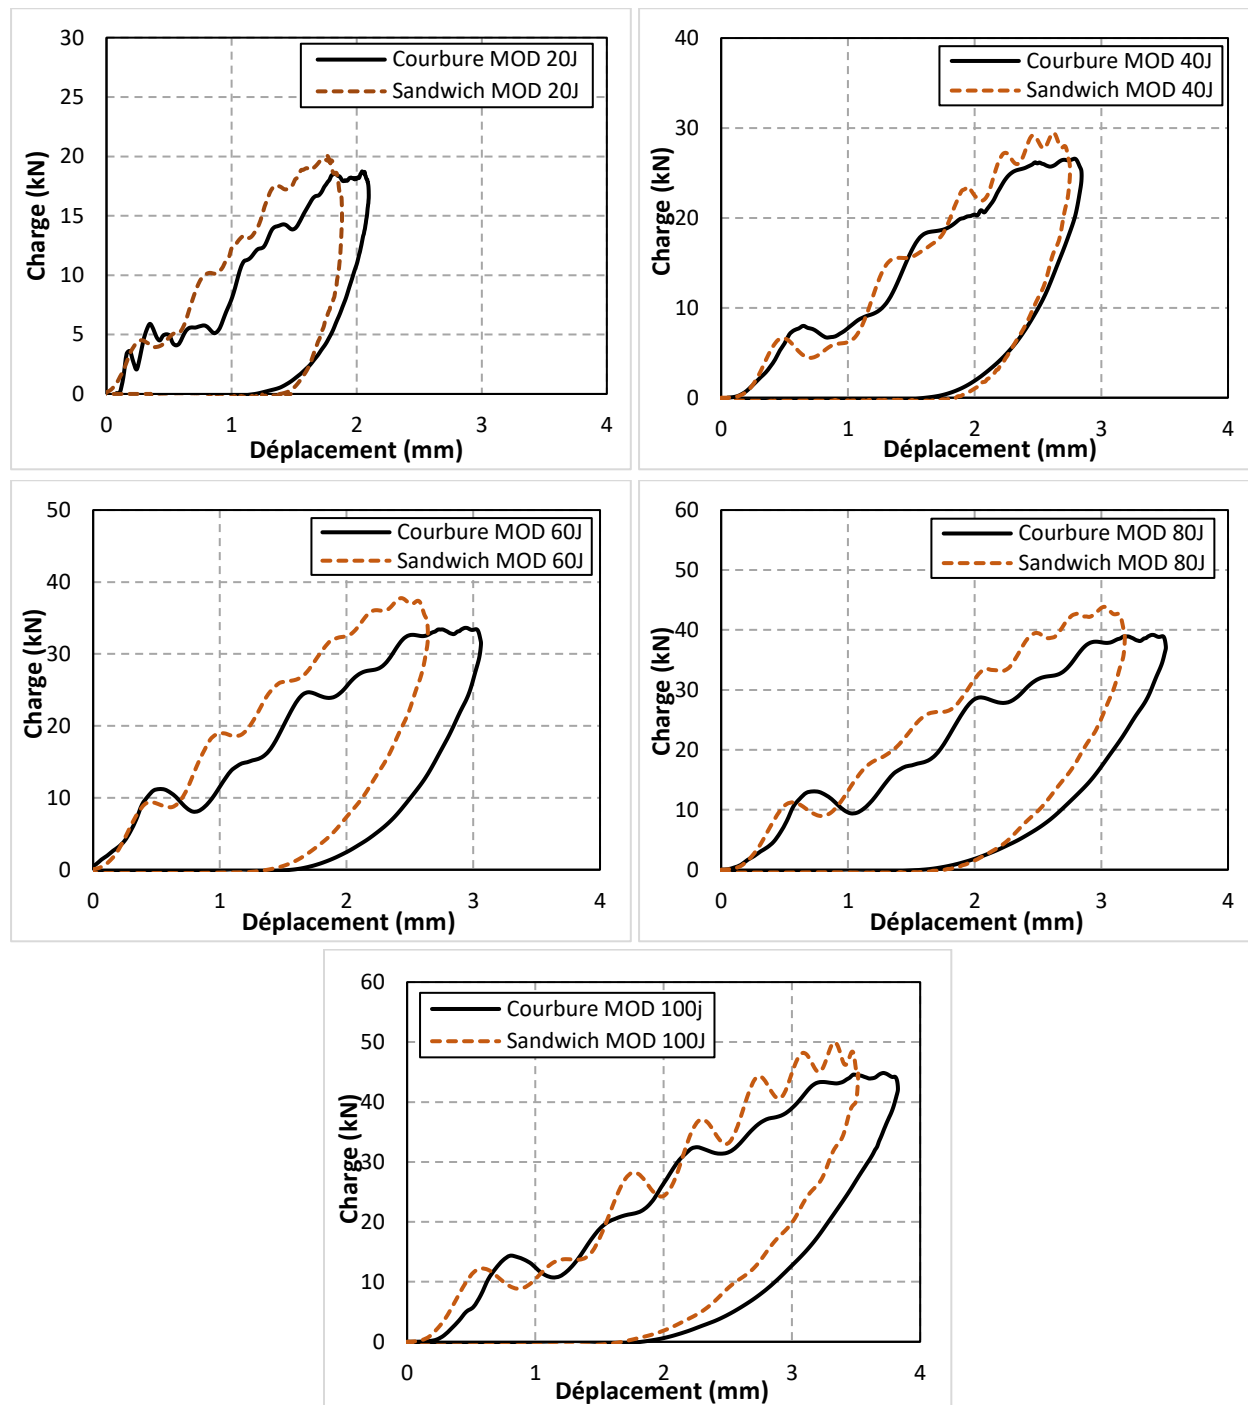 30
25
20
15
10
5
0
Charge (kN)
Courbure MOD 20J
Sandwich MOD 20J
0 1 2 3 4
Déplacement (mm)
40
30
20
10
0
Charge (kN)
Courbure MOD 40J
Sandwich MOD 40J
0 1 2 3 4
Déplacement (mm)
50
40
30
20
10
0
Charge (kN)
Courbure MOD 60J
Sandwich MOD 60J
0 1 2 3 4
Déplacement (mm)
60
50
40
30
20
10
0
Charge (kN)
Courbure MOD 80J
Sandwich MOD 80J
0 1 2 3 4
Déplacement (mm)
60
50
40
30
20
10
0
Charge (kN)
Courbure MOD 100j
Sandwich MOD 100J
0 1 2 3 4
Déplacement (mm)